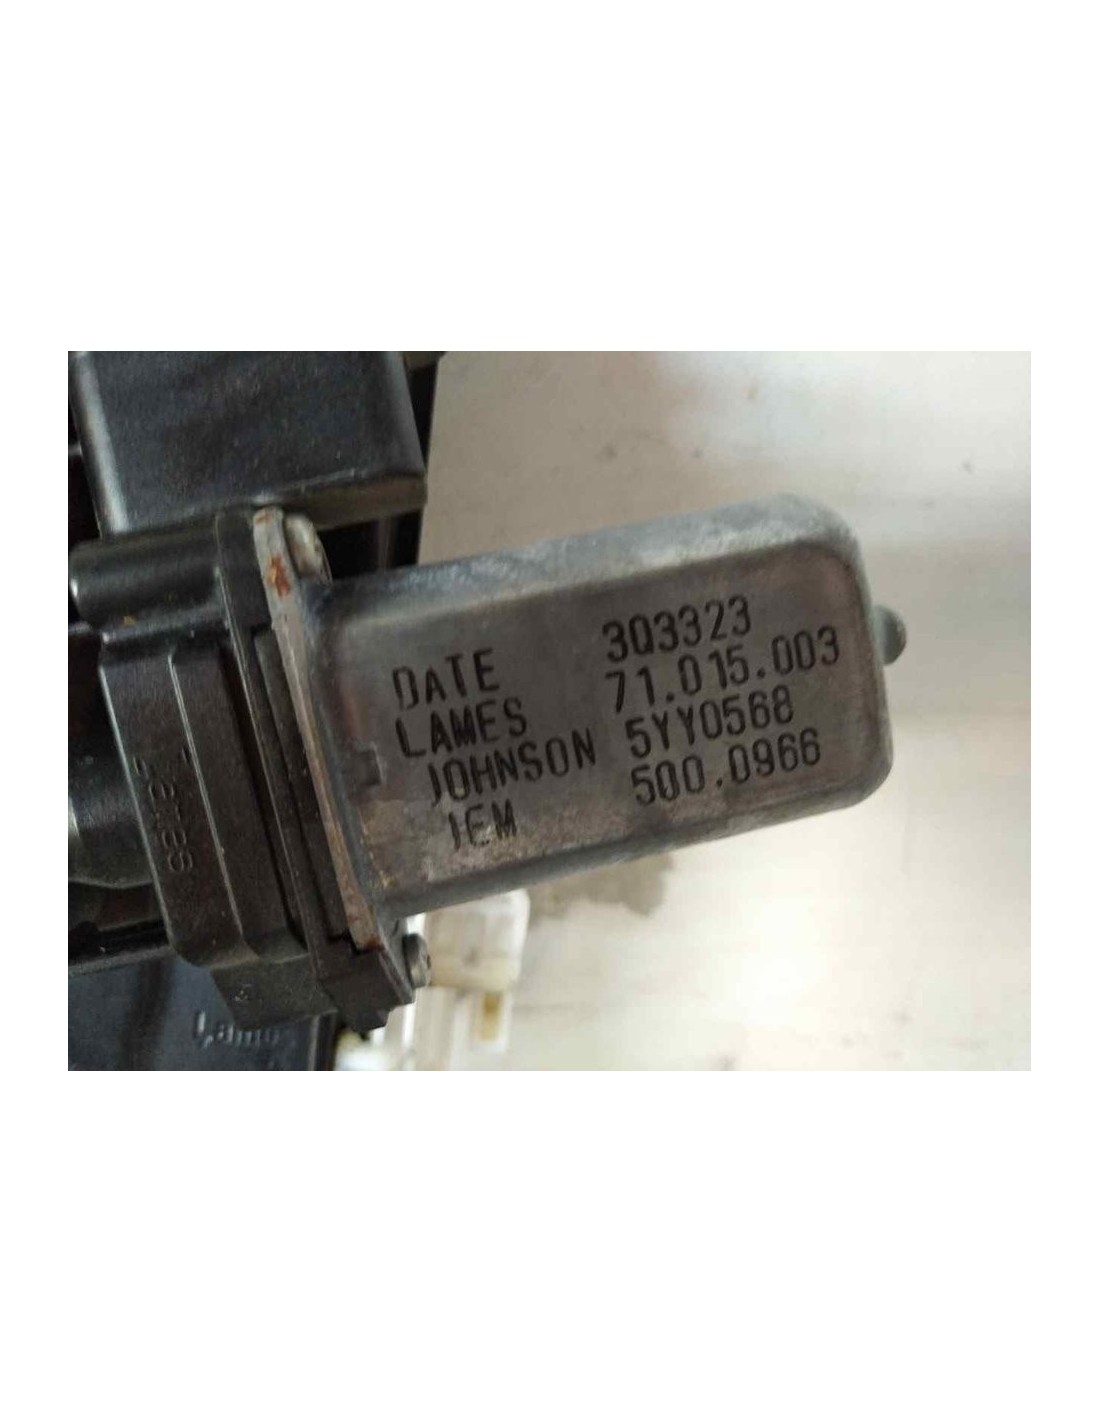 DATE 3Q3323
LAMES 71.015.003
JOHNSON 5YY0568
IEM 500.0966